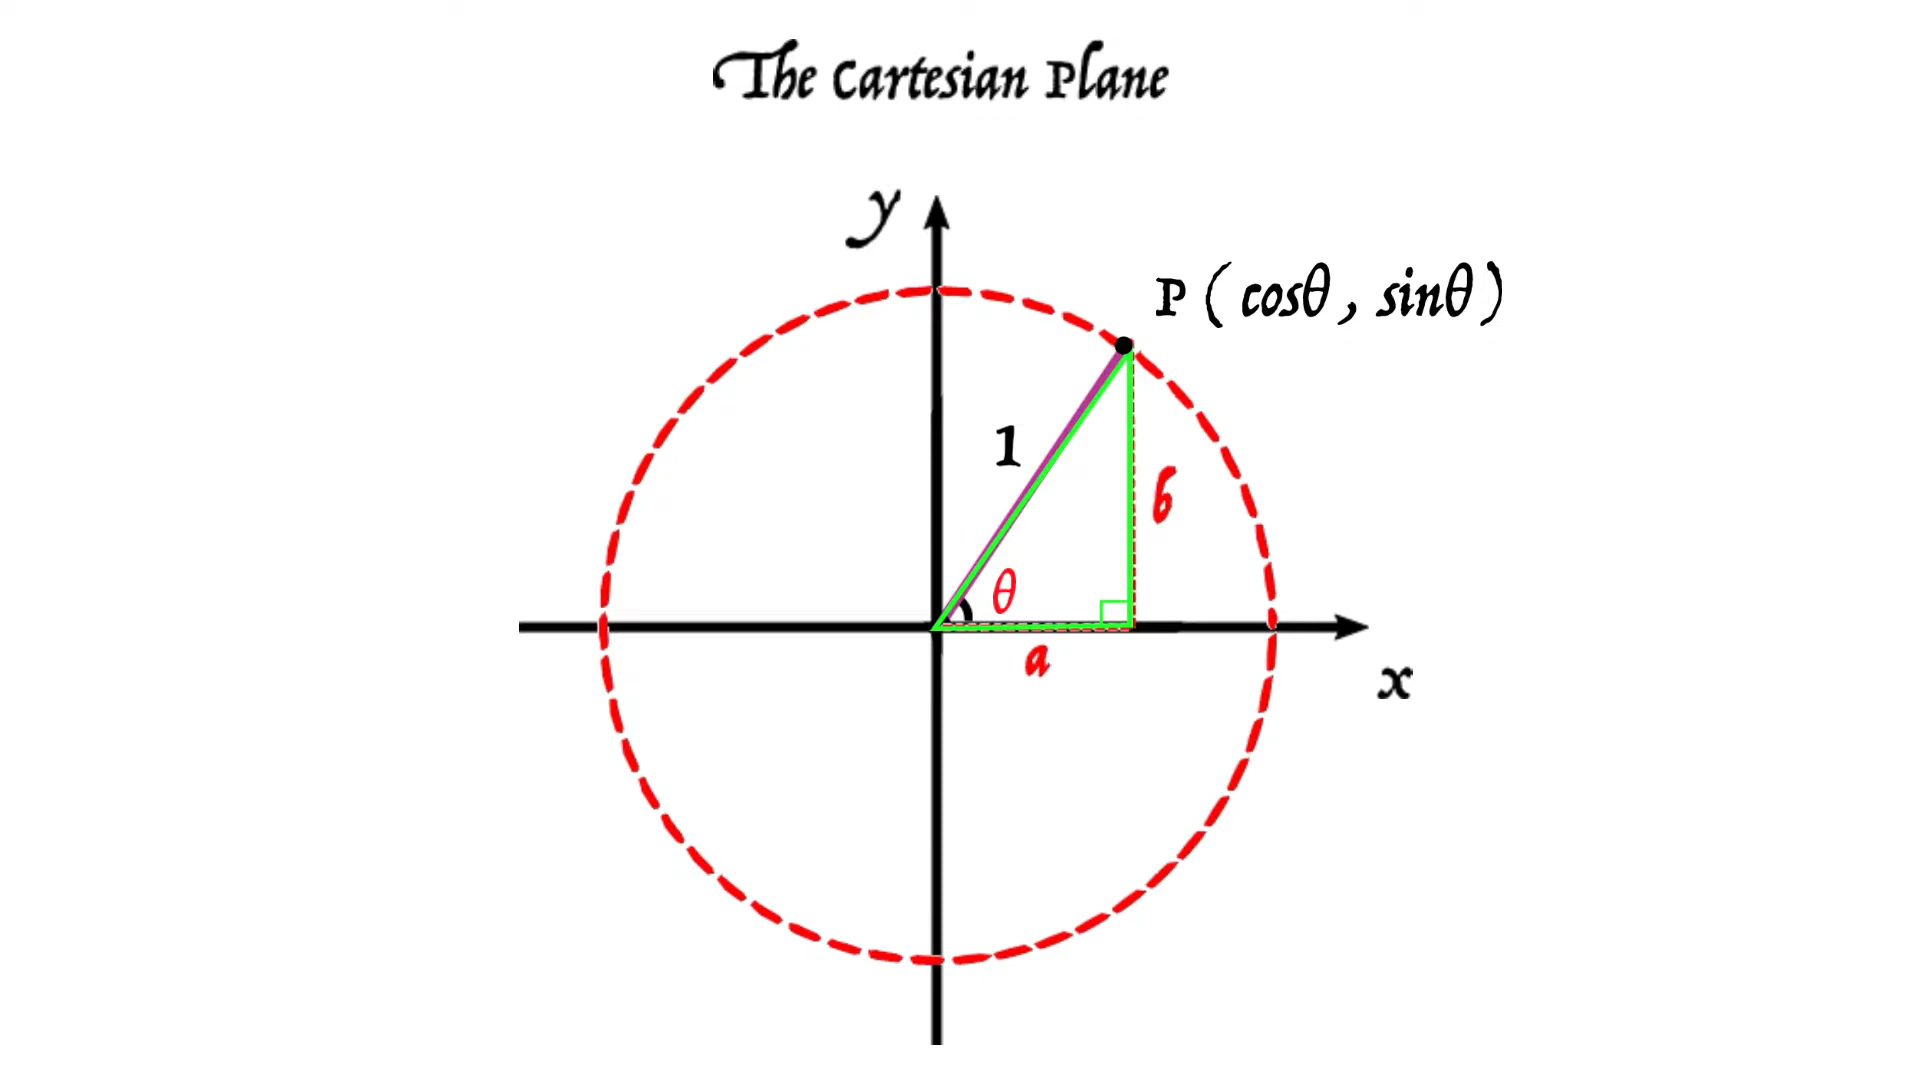 The Cartesian Plane
y
P ( cosθ , sinθ )
1
b
θ
a
x